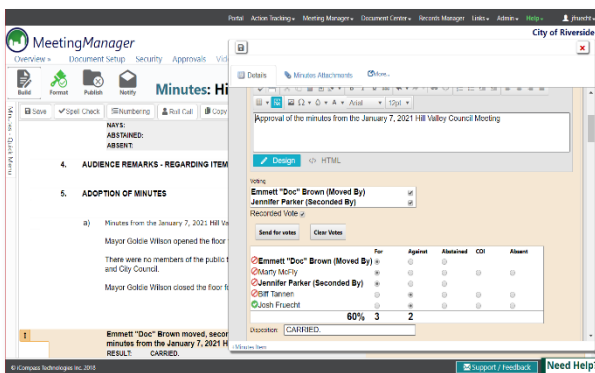 Portal Action Tracking Meeting Manager Document Center Records Manager Links Admin Help jfruecht
City of Riverside
MeetingManager
Overview Document Setup Security Approvals
Build Format Publish Notify
Minutes: Hi
Save Spell Check Numbering Roll Call Copy
Minutes - Quick Menu
NAYS:
ABSTAINED:
ABSENT:
4. AUDIENCE REMARKS - REGARDING ITEM
5. ADOPTION OF MINUTES
a) Minutes from the January 7, 2021 Hill Va
Mayor Goldie Wilson opened the floor
There were no members of the public
and City Council.
Mayor Goldie Wilson closed the floor
Emmett "Doc" Brown moved, secon
minutes from the January 7, 2021 H
RESULT: CARRIED.
Details Minutes Attachments More...
Arial 12pt
Approval of the minutes from the January 7, 2021 Hill Valley Council Meeting
Design HTML
Voting
Emmett "Doc" Brown (Moved By)
Jennifer Parker (Seconded By)
Recorded Vote
Send for votes Clear Votes
For Against Abstained COI Absent
Emmett "Doc" Brown (Moved By)
Marty McFly
Jennifer Parker (Seconded By)
Biff Tannen
Josh Fruecht
60% 3 2
Disposition CARRIED.
Minutes Item
© iCompass Technologies Inc. 2018
Support / Feedback
Need Help?